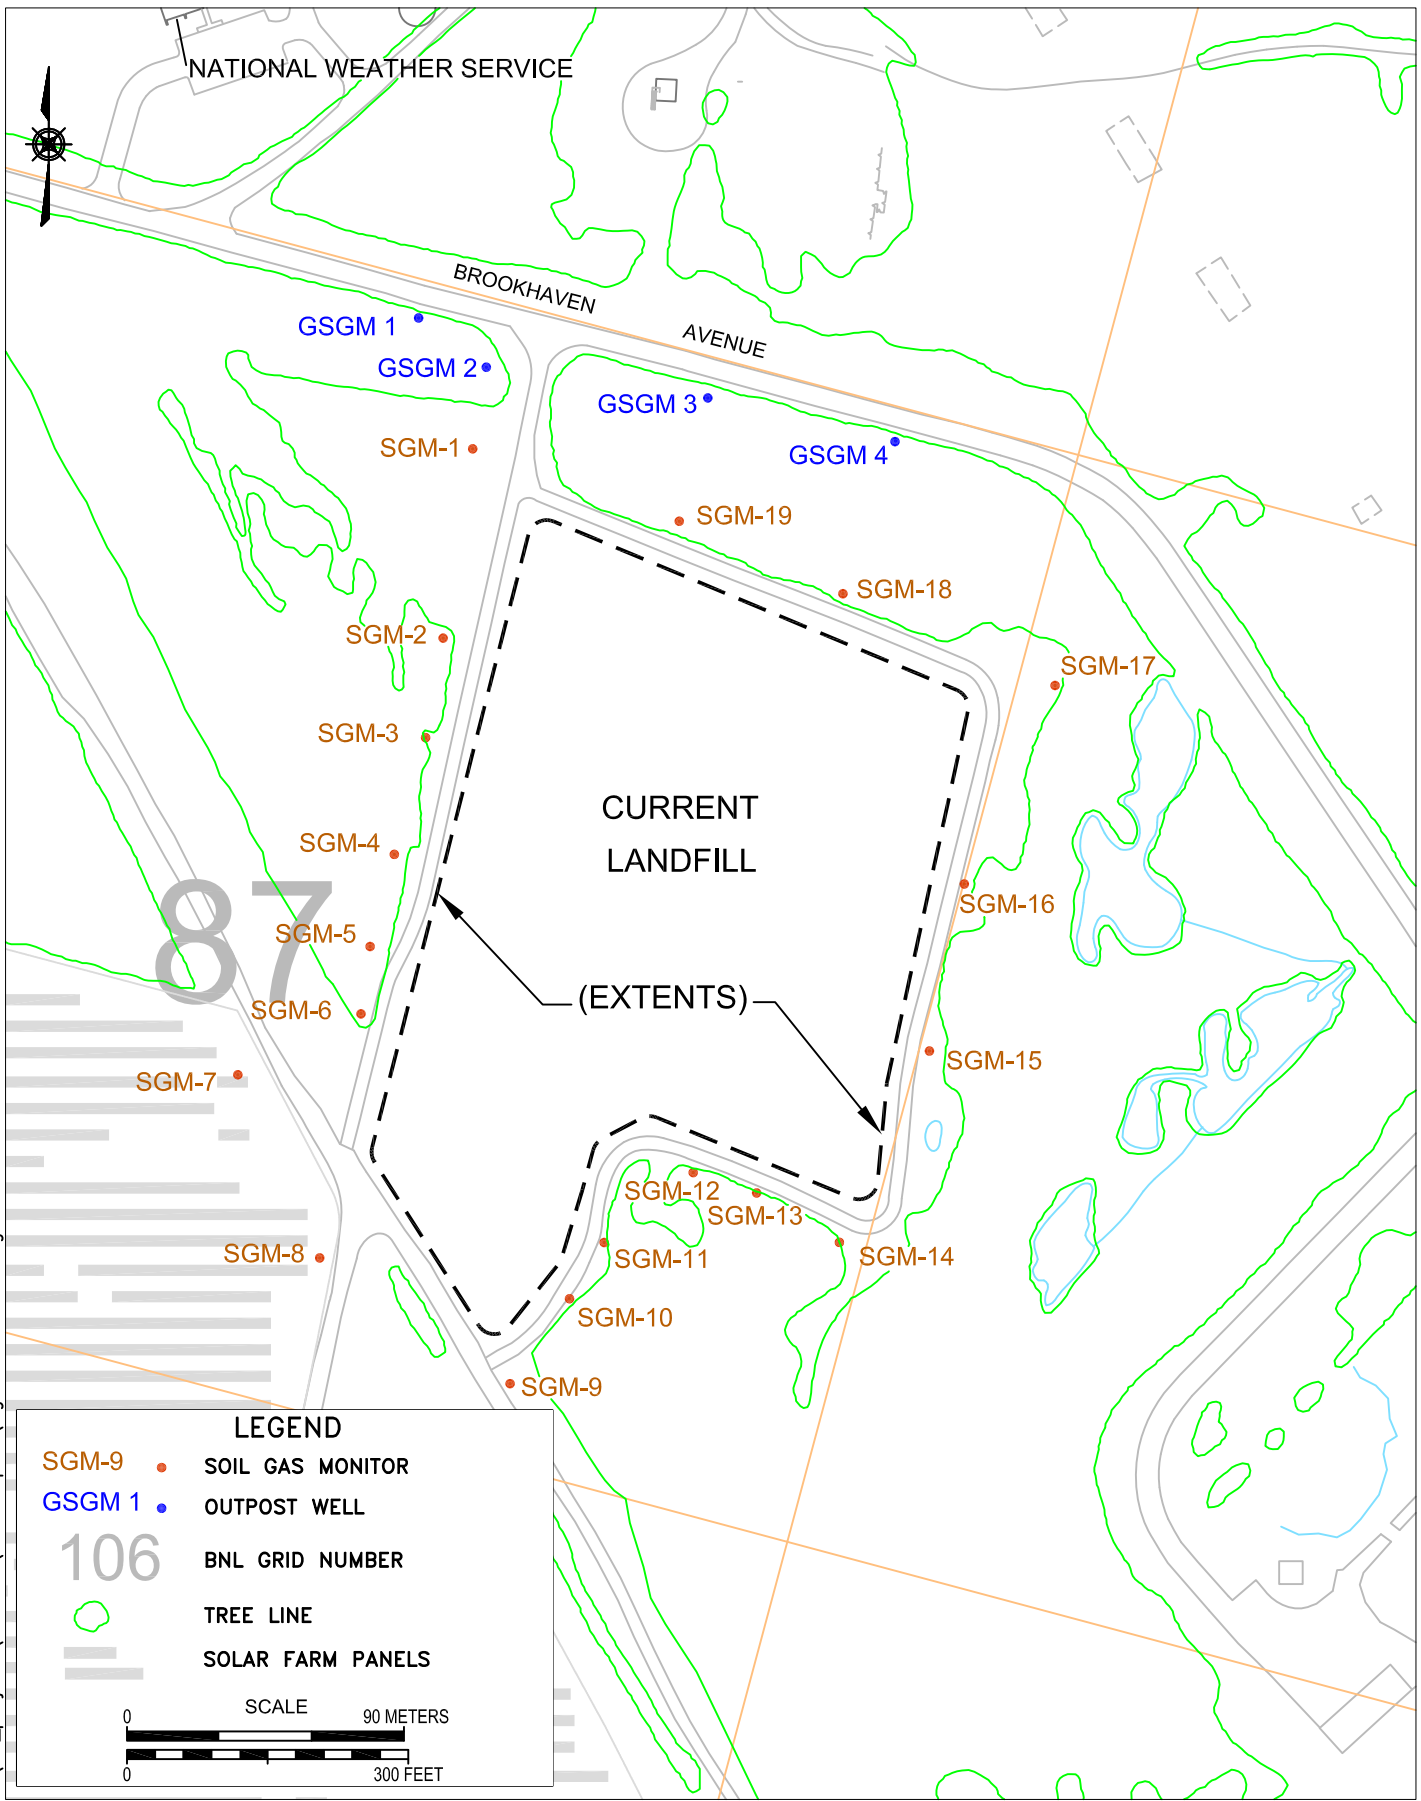 NATIONAL WEATHER SERVICE
BROOKHAVEN
AVENUE
GSGM 1
GSGM 2
GSGM 3
GSGM 4
SGM-1
SGM-19
SGM-18
SGM-2
SGM-17
SGM-3
CURRENT
LANDFILL
SGM-4
87
SGM-16
SGM-5
(EXTENTS)
SGM-6
SGM-15
SGM-7
SGM-12
SGM-13
SGM-8
SGM-11
SGM-14
SGM-10
SGM-9
LEGEND
SGM-9 SOIL GAS MONITOR
GSGM 1 OUTPOST WELL
106 BNL GRID NUMBER
TREE LINE
SOLAR FARM PANELS
SCALE
0 90 METERS
0 300 FEET